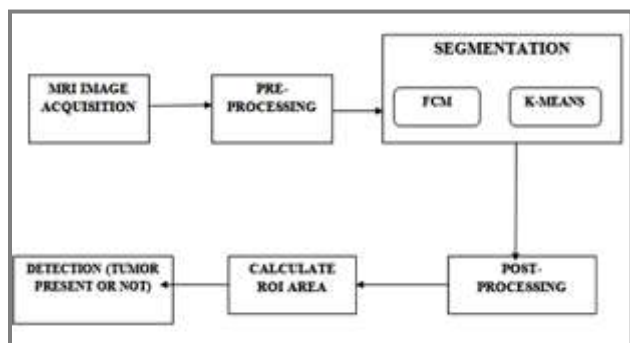 MRI IMAGE
ACQUISITION
PRE-
PROCESSING
SEGMENTATION
FCM
K-MEANS
POST-
PROCESSING
CALCULATE
ROI AREA
DETECTION (TUMOR
PRESENT OR NOT)